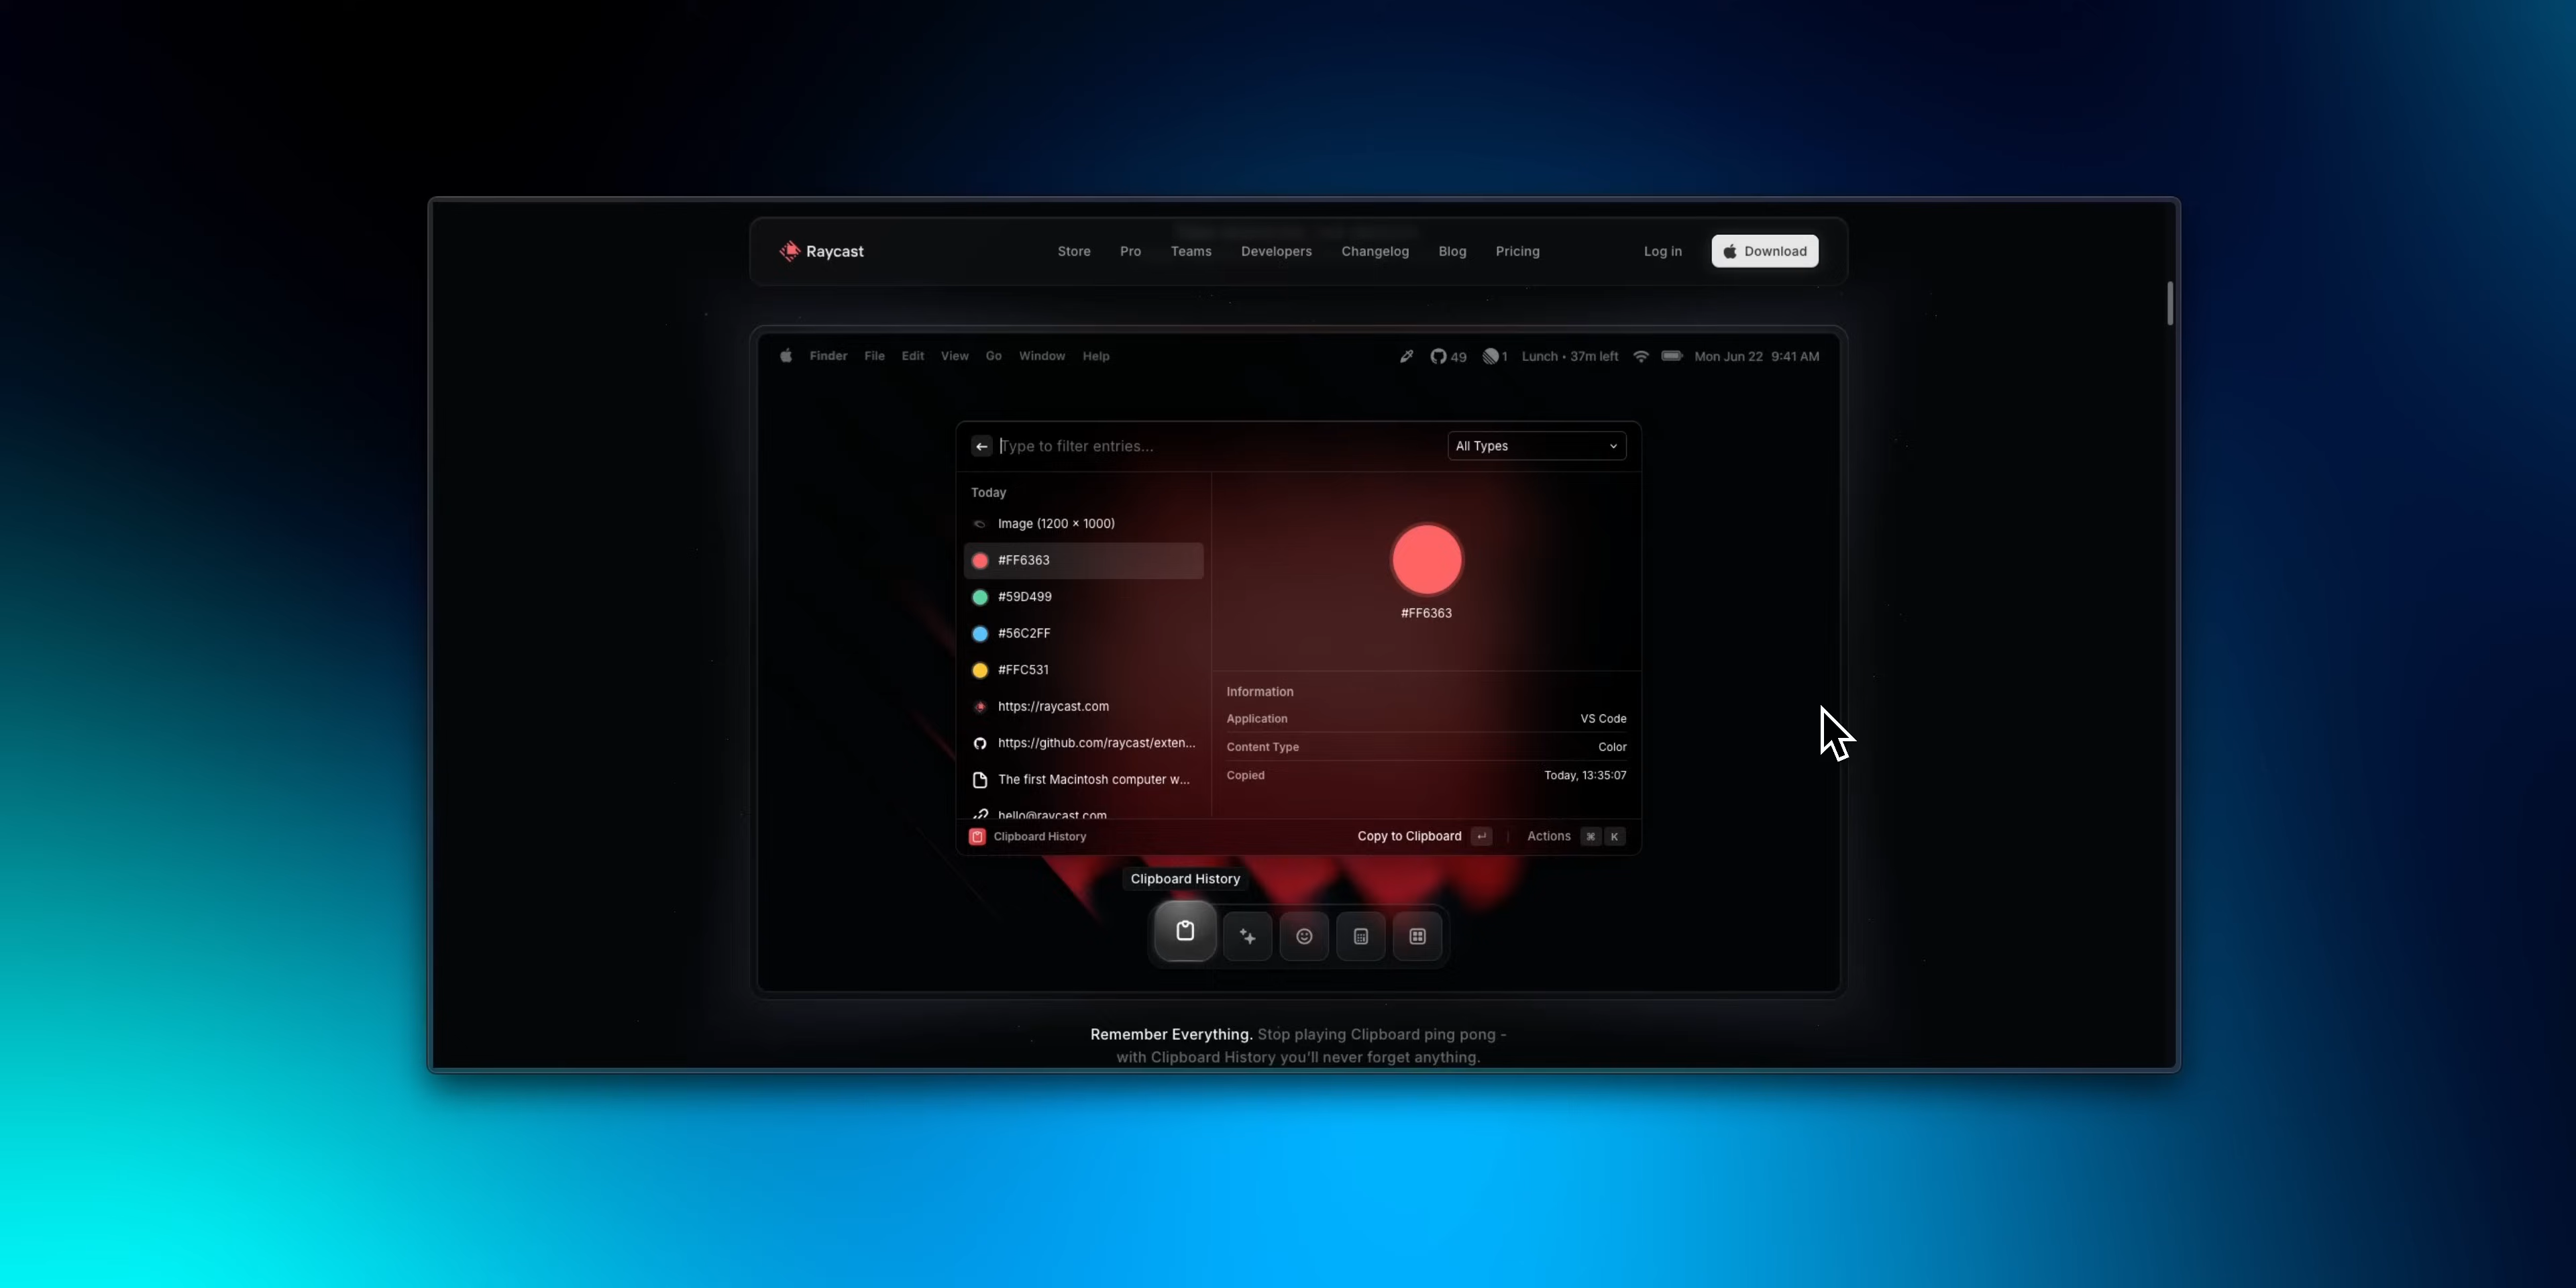 Raycast Store Pro Teams Developers Changelog Blog Pricing Log in Download
Finder File Edit View Go Window Help 49 1 Lunch • 37m left Mon Jun 22 9:41 AM
Type to filter entries... All Types
Today
Image (1200 × 1000)
#FF6363
#59D499
#56C2FF
#FFC531
https://raycast.com
https://github.com/raycast/exten...
The first Macintosh computer w...
hello@raycast.com
#FF6363
Information
Application VS Code
Content Type Color
Copied Today, 13:35:07
Clipboard History Copy to Clipboard ↵ Actions ⌘ K
Clipboard History
Remember Everything. Stop playing Clipboard ping pong -
with Clipboard History you'll never forget anything.